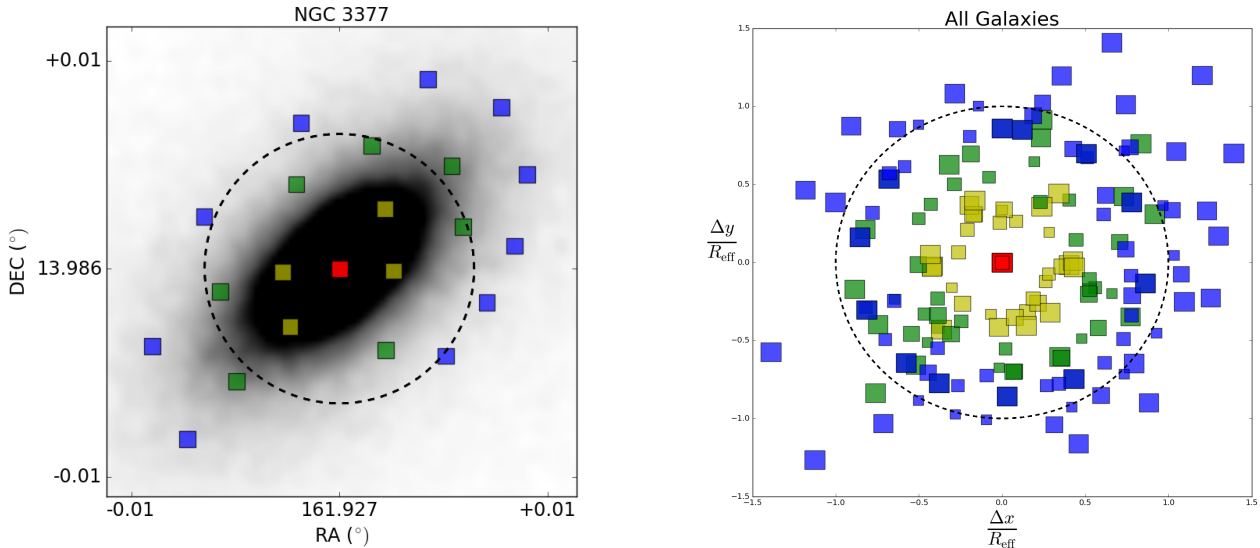 NGC 3377
+0.01
13.986
-0.01
DEC (°)
-0.01 161.927 +0.01
RA (°)
All Galaxies
1.5
1.0
0.5
0.0
−0.5
−1.0
−1.5
Δy
R_eff
−1.5 −1.0 −0.5 0.0 0.5 1.0 1.5
Δx
R_eff